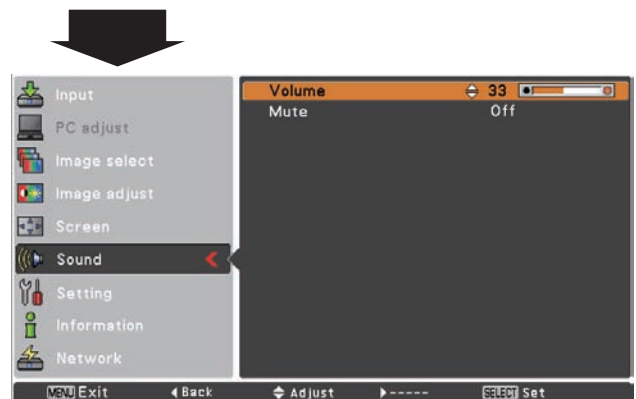 Input
PC adjust
Image select
Image adjust
Screen
Sound
Setting
Information
Network
Volume 33
Mute Off
MENU Exit Back Adjust ----- SELECT Set